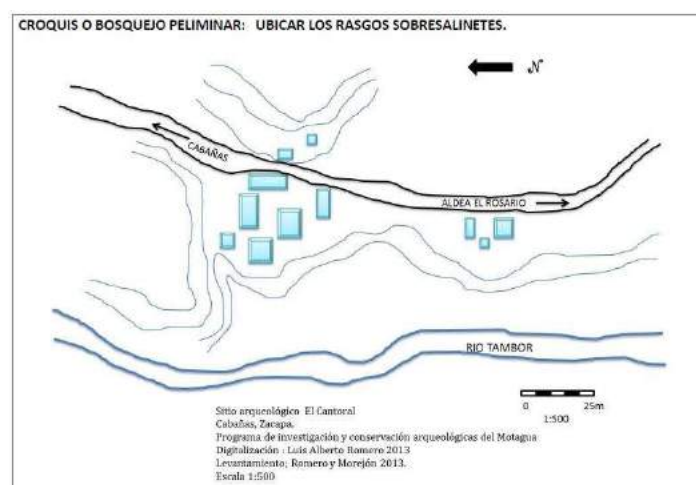 CROQUIS O BOSQUEJO PELIMINAR: UBICAR LOS RASGOS SOBRESALINETES.
N
CABAÑAS
ALDEA EL ROSARIO
RIO TAMBOR
0 25m
1:500
Sitio arqueológico El Cantoral
Cabañas, Zacapa.
Programa de investigación y conservación arqueológicas del Motagua
Digitalización : Luis Alberto Romero 2013
Levantamiento; Romero y Morejón 2013.
Escala 1:500